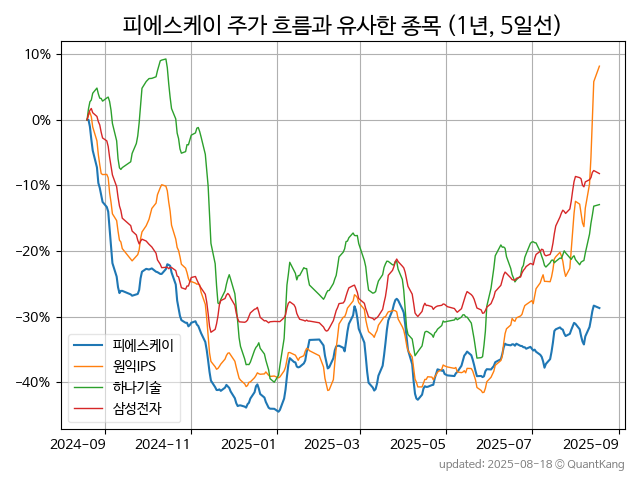 피에스케이 주가 흐름과 유사한 종목 (1년, 5일선)
10%
0%
−10%
−20%
−30%
−40%
피에스케이
원익IPS
하나기술
삼성전자
2024-09 2024-11 2025-01 2025-03 2025-05 2025-07 2025-09
updated: 2025-08-18 © QuantKang